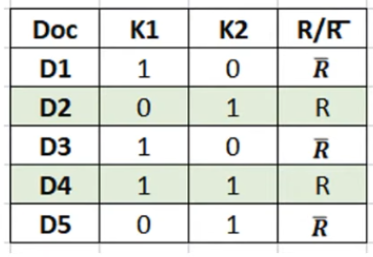 Doc K1 K2 R/R̅
D1 1 0 R̅
D2 0 1 R
D3 1 0 R̅
D4 1 1 R
D5 0 1 R̅